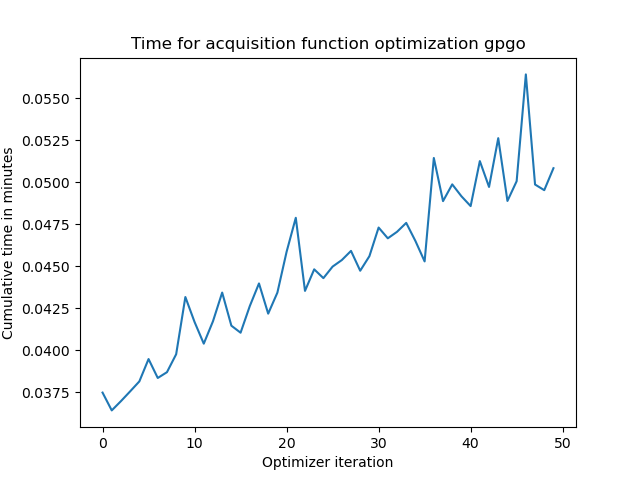 Time for acquisition function optimization gpgo
Cumulative time in minutes
0.0550
0.0525
0.0500
0.0475
0.0450
0.0425
0.0400
0.0375
0 10 20 30 40 50
Optimizer iteration